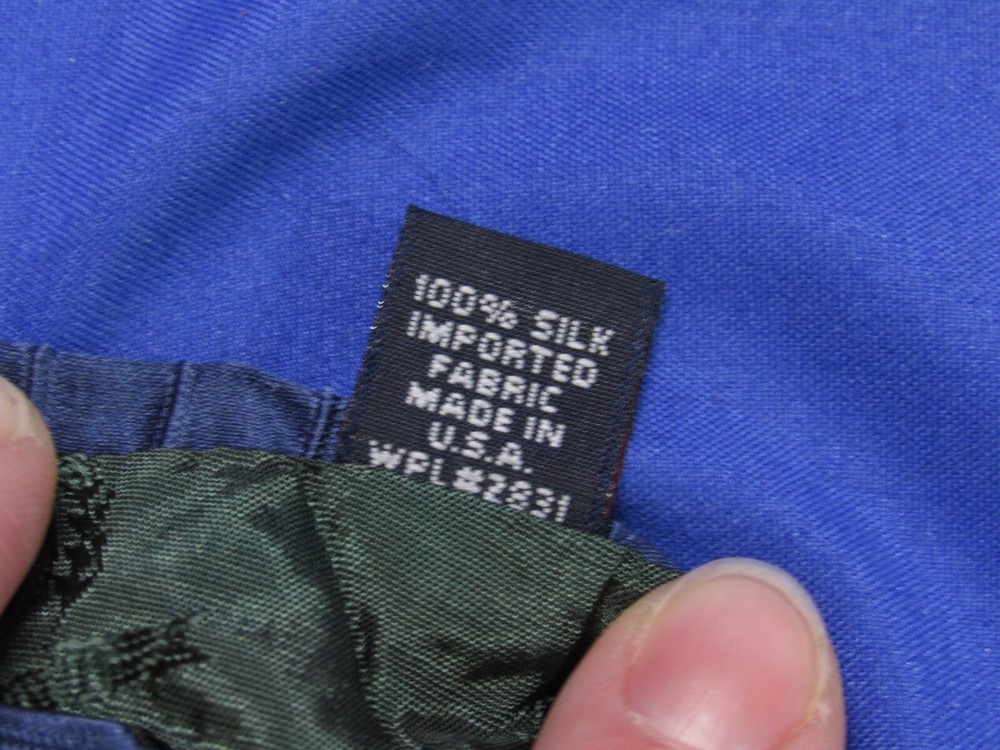 100% SILK
IMPORTED
FABRIC
MADE IN
U.S.A.
WPL#2831